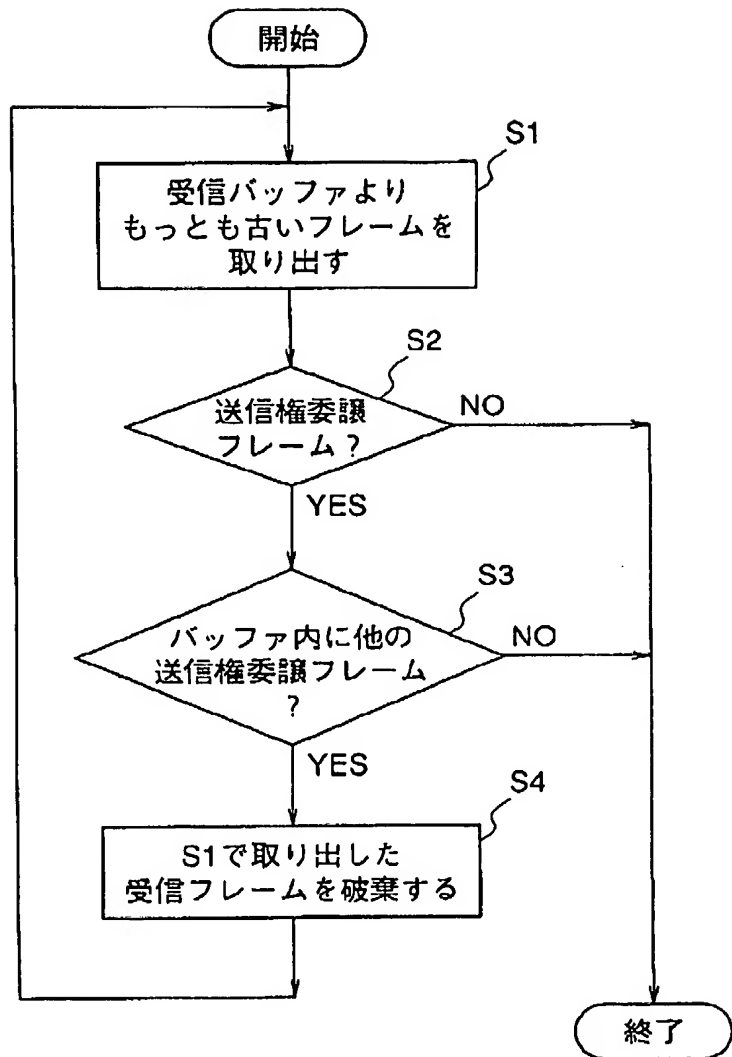 開始
S1
受信バッファより
もっとも古いフレームを
取り出す
S2
送信権委譲
フレーム？
NO
YES
S3
バッファ内に他の
送信権委譲フレーム
？
NO
YES
S4
S1で取り出した
受信フレームを破棄する
終了